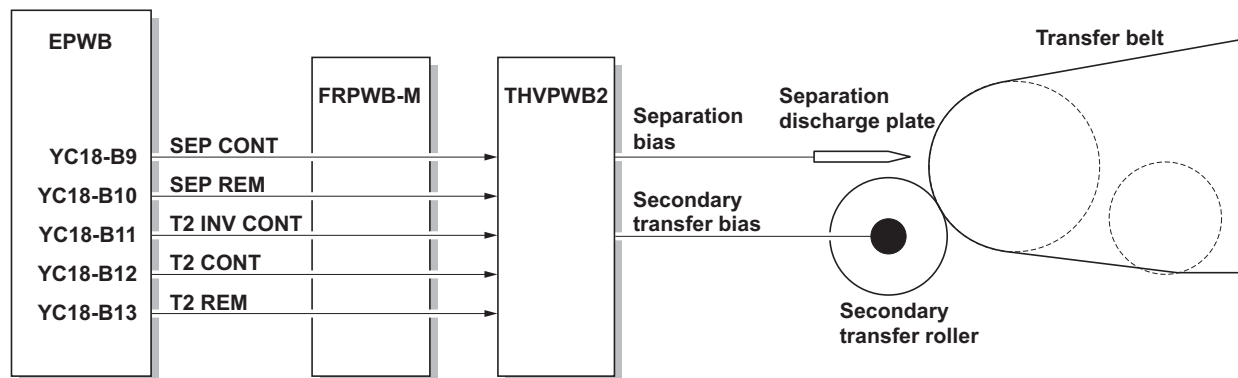 EPWB
FRPWB-M
THVPWB2
YC18-B9
YC18-B10
YC18-B11
YC18-B12
YC18-B13
SEP CONT
SEP REM
T2 INV CONT
T2 CONT
T2 REM
Separation
bias
Secondary
transfer bias
Separation
discharge plate
Transfer belt
Secondary
transfer roller